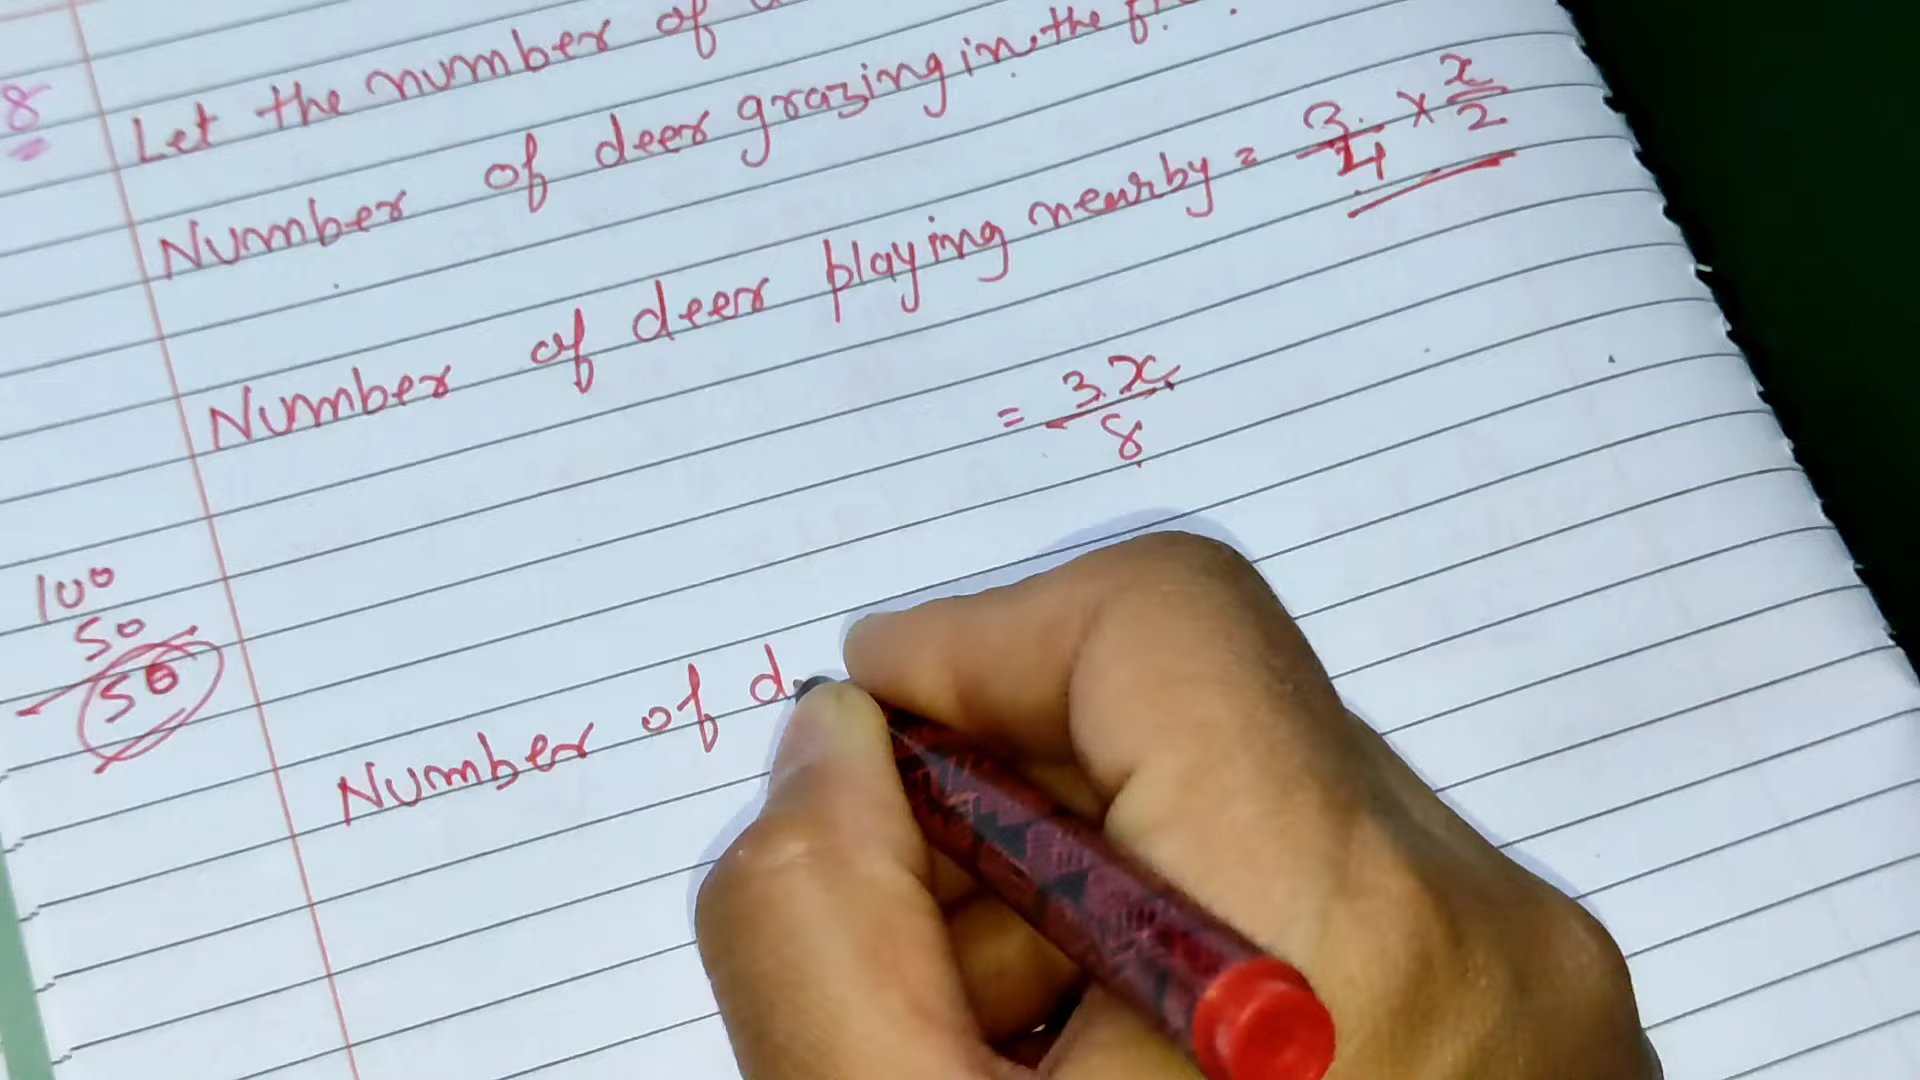 8
Let the number of
Number of deer grazing in the
Number of deer playing nearby = 3/4 × x/2
= 3x/8
100
50
50
Number of d